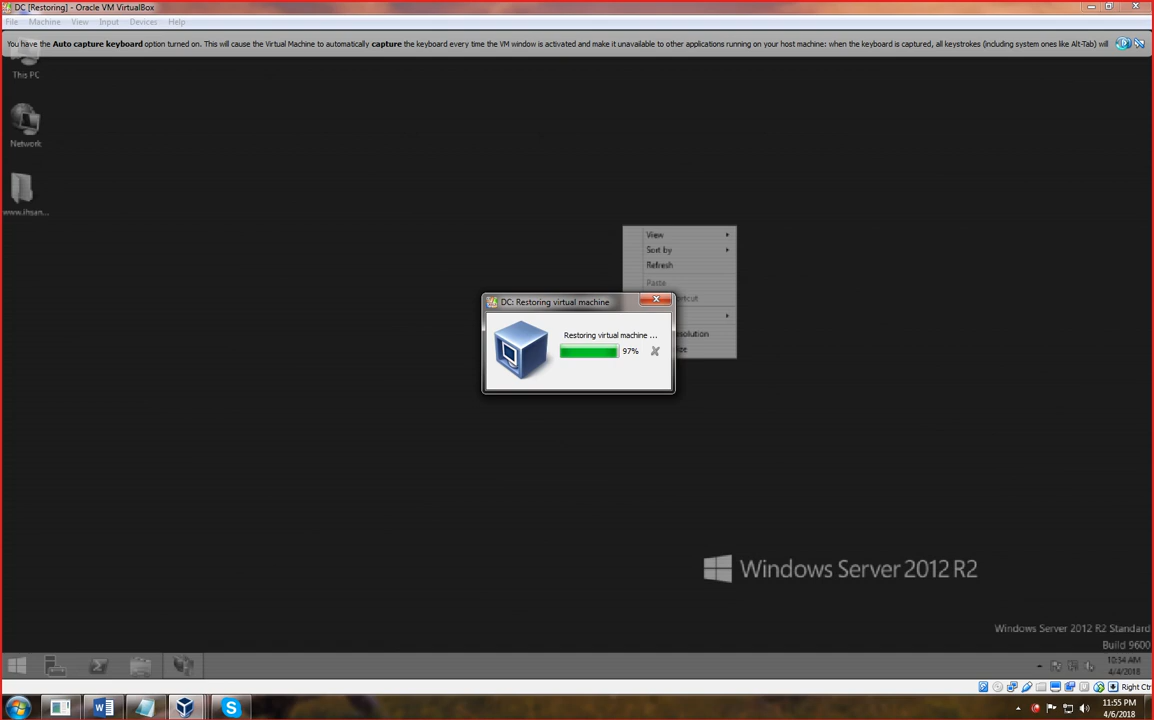 DC [Restoring] - Oracle VM VirtualBox
File Machine View Input Devices Help
You have the Auto capture keyboard option turned on. This will cause the Virtual Machine to automatically capture the keyboard every time the VM window is activated and make it unavailable to other applications running on your host machine: when the keyboard is captured, all keystrokes (including system ones like Alt-Tab) will
This PC
Network
www.ihsan...
View
Sort by
Refresh
Paste
DC: Restoring virtual machine
Restoring virtual machine ...
97%
Windows Server 2012 R2
Windows Server 2012 R2 Standard
Build 9600
10:34 AM
4/4/2018
Right Ctr
11:55 PM
4/6/2018